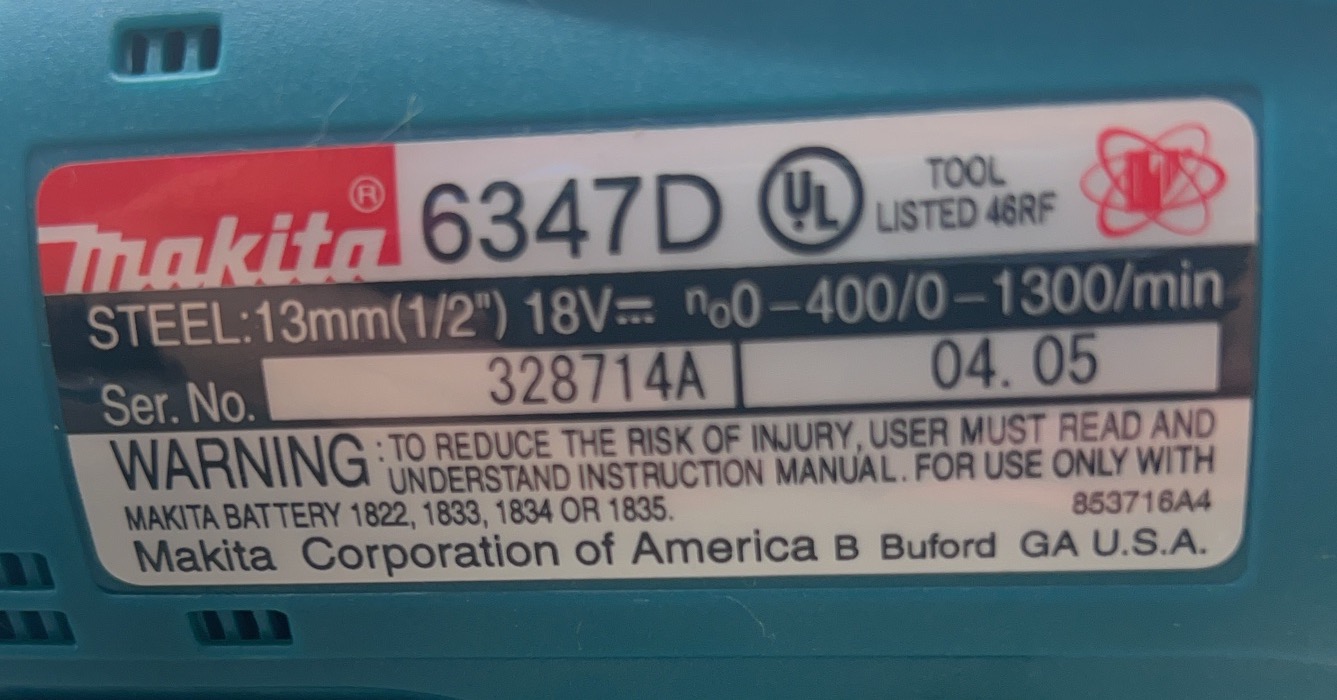 makita® 6347D UL TOOL
LISTED 46RF
STEEL:13mm(1/2") 18V⎓ n₀0–400/0–1300/min
Ser. No. 328714A 04. 05
WARNING :TO REDUCE THE RISK OF INJURY, USER MUST READ AND
UNDERSTAND INSTRUCTION MANUAL. FOR USE ONLY WITH
MAKITA BATTERY 1822, 1833, 1834 OR 1835. 853716A4
Makita Corporation of America B Buford GA U.S.A.